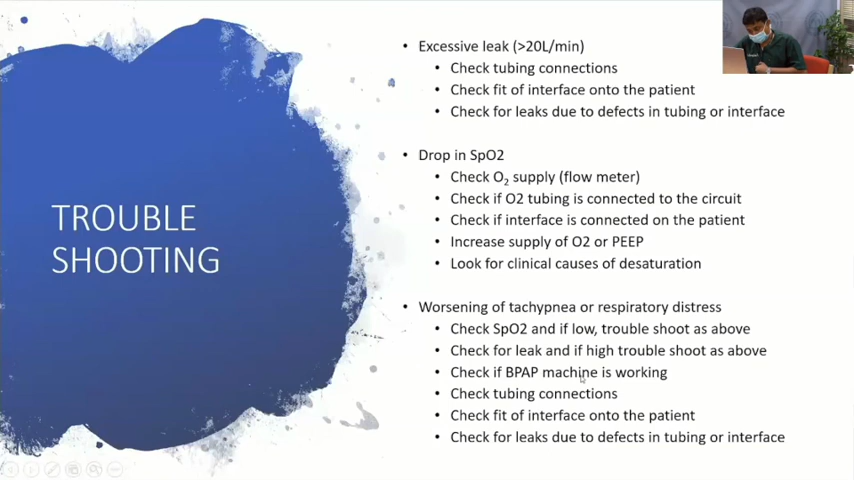 TROUBLE
SHOOTING
• Excessive leak (>20L/min)
• Check tubing connections
• Check fit of interface onto the patient
• Check for leaks due to defects in tubing or interface
• Drop in SpO2
• Check O₂ supply (flow meter)
• Check if O2 tubing is connected to the circuit
• Check if interface is connected on the patient
• Increase supply of O2 or PEEP
• Look for clinical causes of desaturation
• Worsening of tachypnea or respiratory distress
• Check SpO2 and if low, trouble shoot as above
• Check for leak and if high trouble shoot as above
• Check if BPAP machine is working
• Check tubing connections
• Check fit of interface onto the patient
• Check for leaks due to defects in tubing or interface